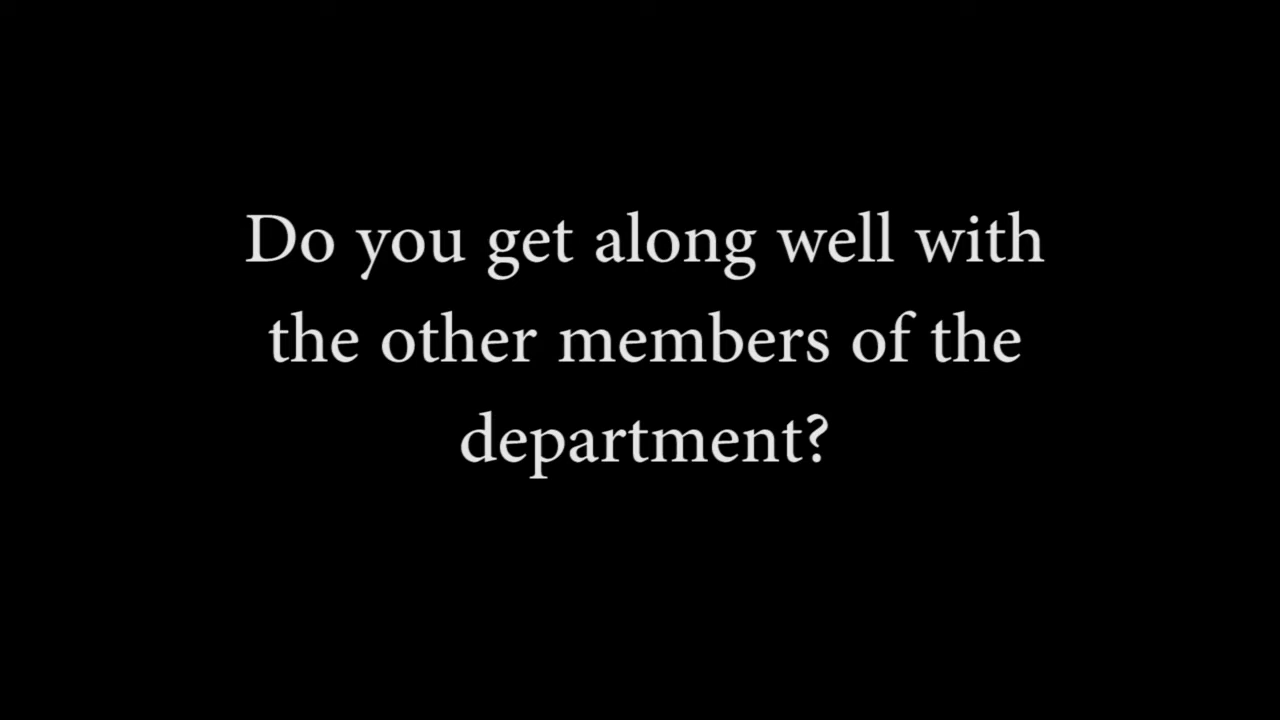 Do you get along well with
the other members of the
department?